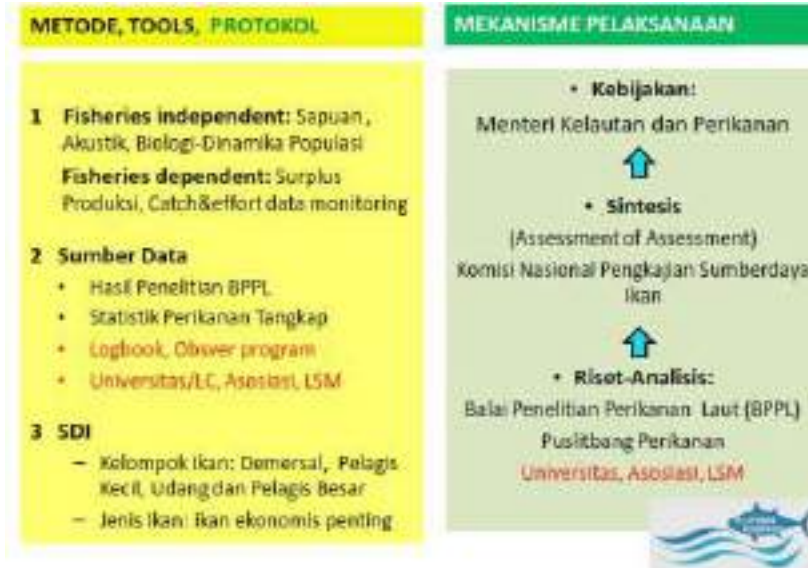 METODE, TOOLS, PROTOKOL
1 Fisheries independent: Sapuan,
Akustik, Biologi-Dinamika Populasi
Fisheries dependent: Surplus
Produksi, Catch&effort data monitoring
2 Sumber Data
• Hasil Penelitian BPPL
• Statistik Perikanan Tangkap
• Logbook, Obsver program
• Universitas/LC, Asosiasi, LSM
3 SDI
– Kelompok Ikan: Demersal, Pelagis
Kecil, Udang dan Pelagis Besar
– Jenis Ikan: Ikan ekonomis penting
MEKANISME PELAKSANAAN
• Kebijakan:
Menteri Kelautan dan Perikanan
• Sintesis
(Assessment of Assessment)
Komisi Nasional Pengkajian Sumberdaya
Ikan
• Riset-Analisis:
Balai Penelitian Perikanan Laut (BPPL)
Puslitbang Perikanan
Universitas, Asosiasi, LSM